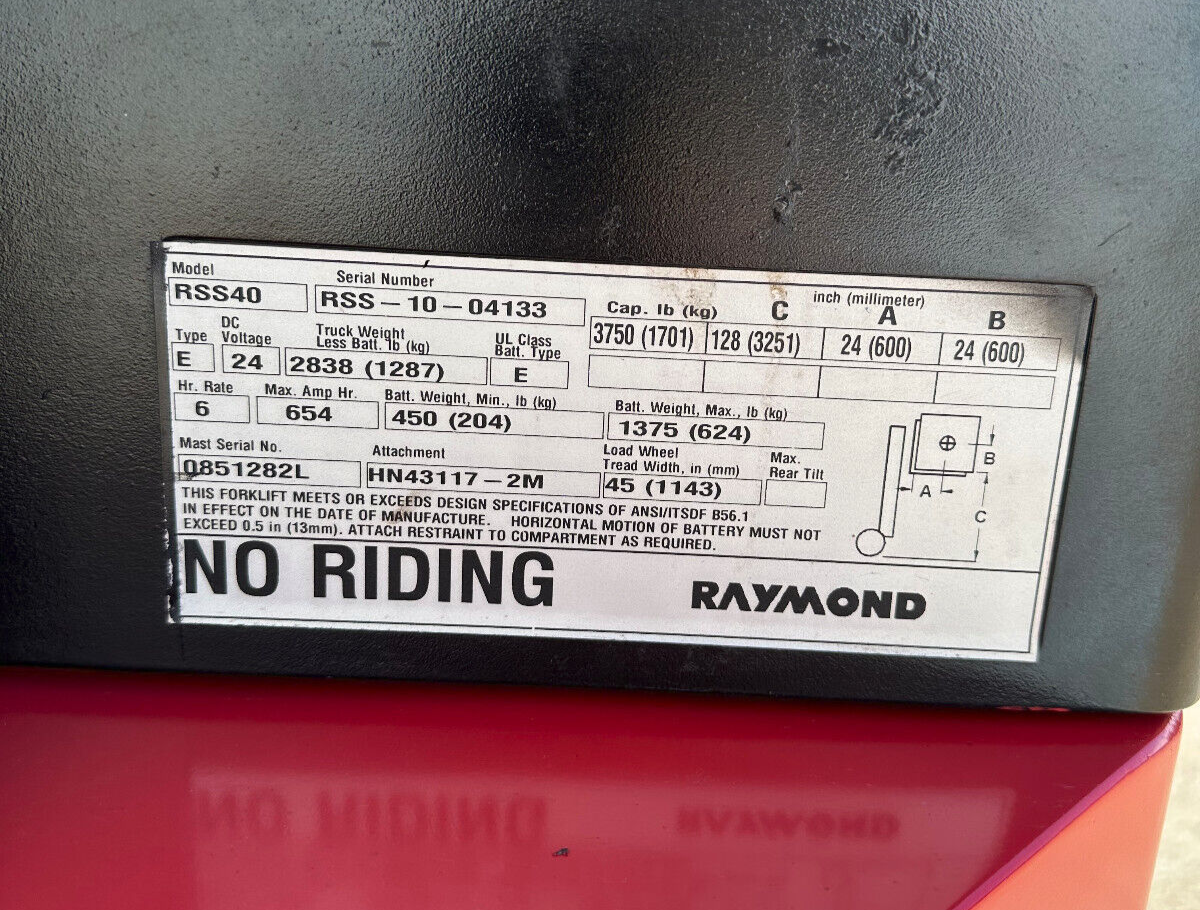 Model Serial Number
RSS40 RSS – 10 – 04133
Cap. lb (kg) C inch (millimeter) A B
3750 (1701) 128 (3251) 24 (600) 24 (600)
Type DC Voltage Truck Weight Less Batt. lb (kg) UL Class Batt. Type
E 24 2838 (1287) E
Hr. Rate Max. Amp Hr. Batt. Weight, Min., lb (kg) Batt. Weight, Max., lb (kg)
6 654 450 (204) 1375 (624)
Mast Serial No. Attachment Load Wheel Tread Width, in (mm) Max. Rear Tilt
0851282L HN43117 – 2M 45 (1143)
B
A
C
THIS FORKLIFT MEETS OR EXCEEDS DESIGN SPECIFICATIONS OF ANSI/ITSDF B56.1
IN EFFECT ON THE DATE OF MANUFACTURE. HORIZONTAL MOTION OF BATTERY MUST NOT
EXCEED 0.5 in (13mm). ATTACH RESTRAINT TO COMPARTMENT AS REQUIRED.
NO RIDING RAYMOND